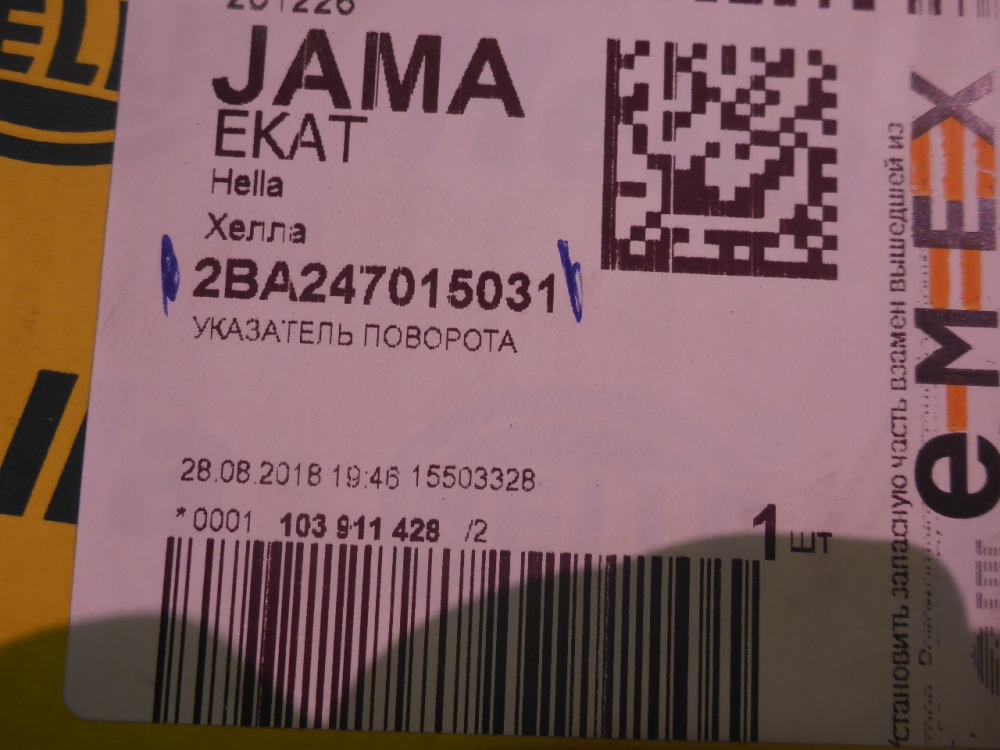 201226
JAMA
EKAT
Hella
Хелла
2BA247015031
УКАЗАТЕЛЬ ПОВОРОТА
28.08.2018 19:46 15503328
*0001 103 911 428 /2
1 шт
e-MEX
установить запасную часть взамен вышедшей из